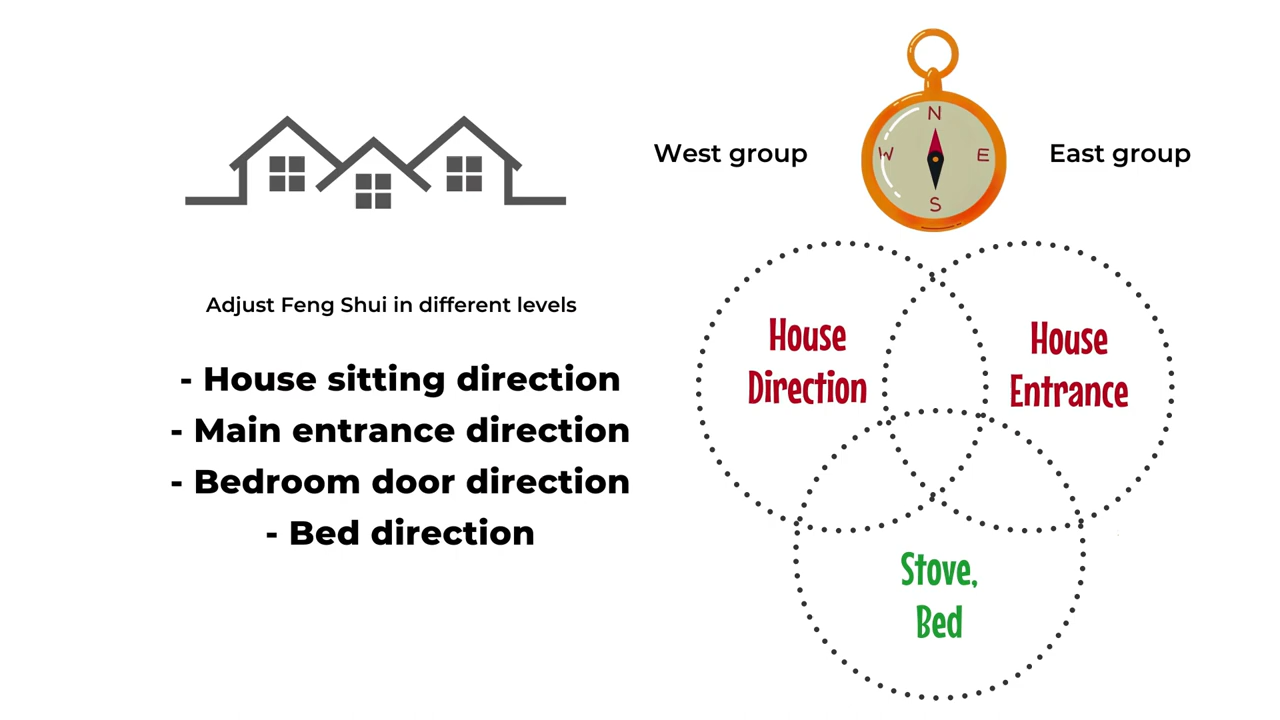 Adjust Feng Shui in different levels
- House sitting direction
- Main entrance direction
- Bedroom door direction
- Bed direction
West group
N
W
E
S
East group
House
Direction
House
Entrance
Stove,
Bed